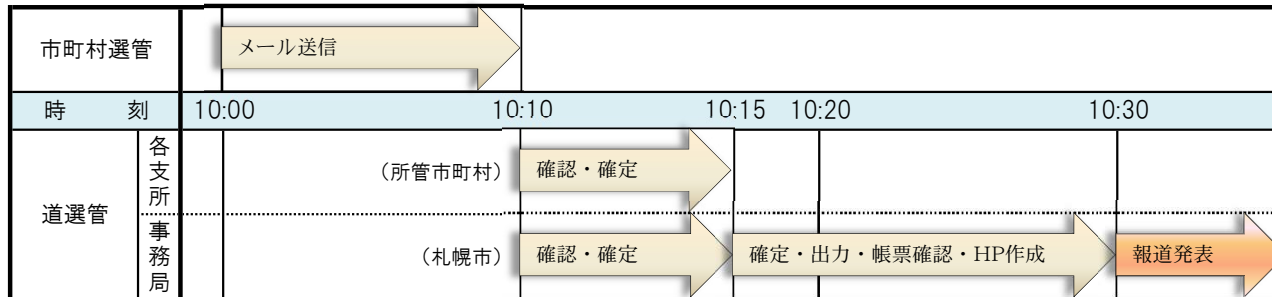 市町村選管
メール送信
時　　刻
10:00
10:10
10:15
10:20
10:30
道選管
各支所
（所管市町村）
確認・確定
事務局
（札幌市）
確認・確定
確定・出力・帳票確認・HP作成
報道発表